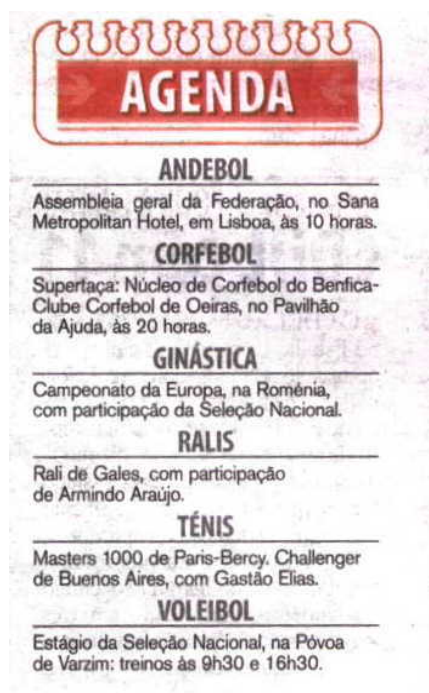 AGENDA
ANDEBOL
Assembleia geral da Federação, no Sana
Metropolitan Hotel, em Lisboa, às 10 horas.
CORFEBOL
Supertaça: Núcleo de Corfebol do Benfica-
Clube Corfebol de Oeiras, no Pavilhão
da Ajuda, às 20 horas.
GINÁSTICA
Campeonato da Europa, na Roménia,
com participação da Seleção Nacional.
RALIS
Rali de Gales, com participação
de Armindo Araújo.
TÉNIS
Masters 1000 de Paris-Bercy. Challenger
de Buenos Aires, com Gastão Elias.
VOLEIBOL
Estágio da Seleção Nacional, na Póvoa
de Varzim: treinos às 9h30 e 16h30.